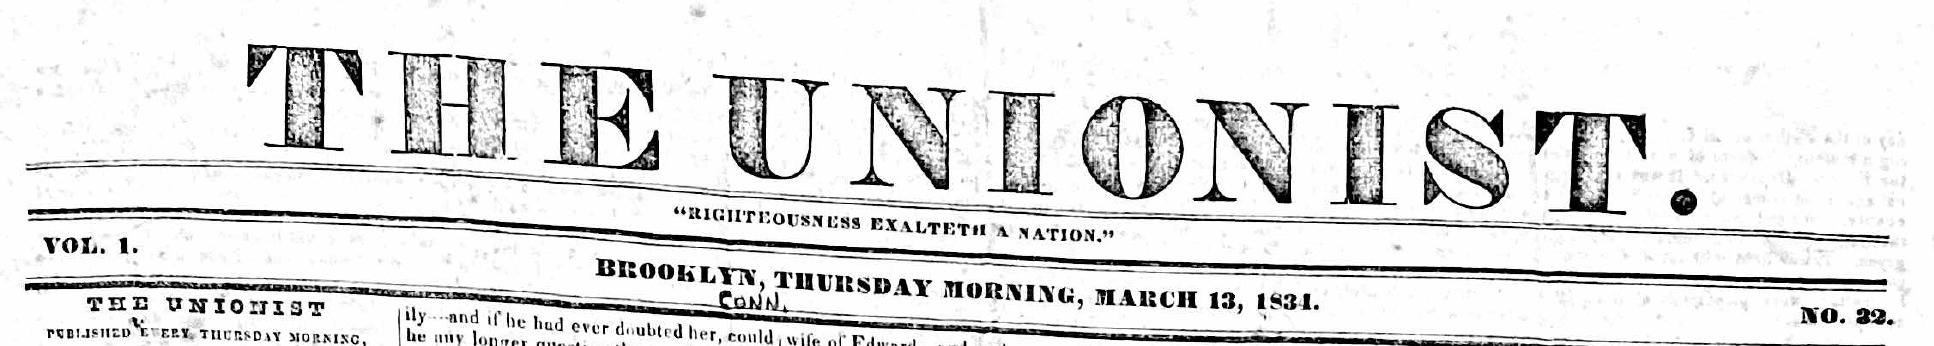 THE UNIONIST.
"RIGHTEOUSNESS EXALTETH A NATION."
VOL. 1.
BROOKLYN, THURSDAY MORNING, MARCH 13, 1834.
NO. 32.
CONN.
THE UNIONIST
PUBLISHED EVERY THURSDAY MORNING,
ily—and if he had ever doubted her, could wife of
he any longer